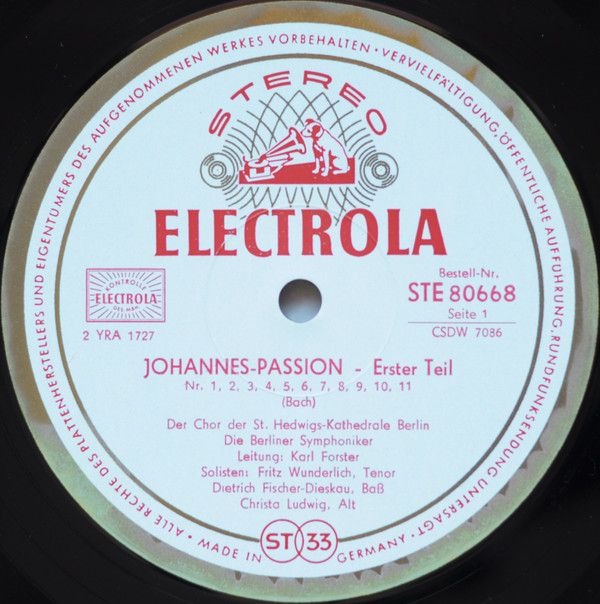 ALLE RECHTE DES PLATTENHERSTELLERS UND EIGENTÜMERS DES AUFGENOMMENEN WERKES VORBEHALTEN · VERVIELFÄLTIGUNG, ÖFFENTLICHE AUFFÜHRUNG, RUNDFUNKSENDUNG UNTERSAGT ·
STEREO
ELECTROLA
KONTROLLE
ELECTROLA
GES·M·B·H·
2 YRA 1727
Bestell-Nr.
STE 80668
Seite 1
CSDW 7086
JOHANNES-PASSION - Erster Teil
Nr. 1, 2, 3, 4, 5, 6, 7, 8, 9, 10, 11
(Bach)
Der Chor der St. Hedwigs-Kathedrale Berlin
Die Berliner Symphoniker
Leitung: Karl Forster
Solisten: Fritz Wunderlich, Tenor
Dietrich Fischer-Dieskau, Baß
Christa Ludwig, Alt
MADE IN ST 33 GERMANY